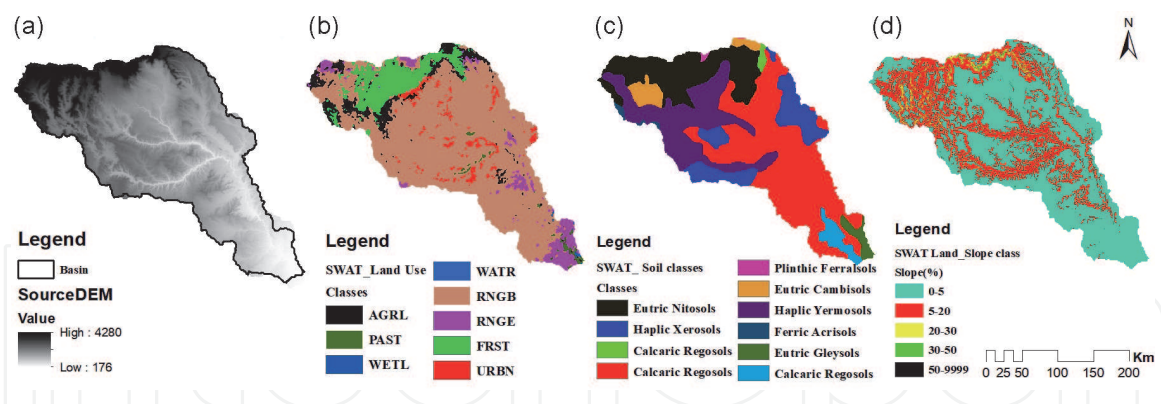 (a)
(b)
(c)
(d)
N
Legend
Basin
SourceDEM
Value
High : 4280
Low : 176
Legend
SWAT_Land Use
Classes
AGRL
PAST
WETL
WATR
RNGB
RNGE
FRST
URBN
Legend
SWAT_ Soil classes
Classes
Eutric Nitosols
Haplic Xerosols
Calcaric Regosols
Calcaric Regosols
Plinthic Ferralsols
Eutric Cambisols
Haplic Yermosols
Ferric Acrisols
Eutric Gleysols
Calcaric Regosols
Legend
SWAT Land_Slope class
Slope(%)
0-5
5-20
20-30
30-50
50-9999
Km
0 25 50 100 150 200